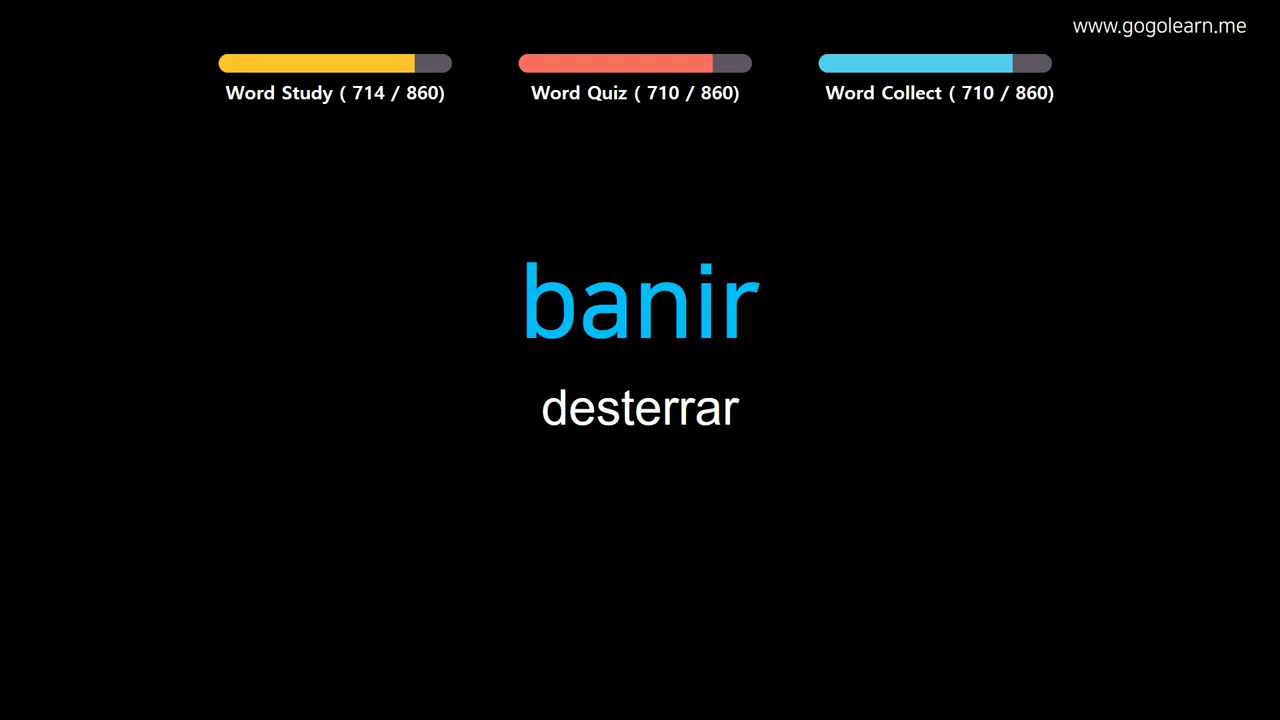 www.gogolearn.me
Word Study ( 714 / 860)
Word Quiz ( 710 / 860)
Word Collect ( 710 / 860)
banir
desterrar